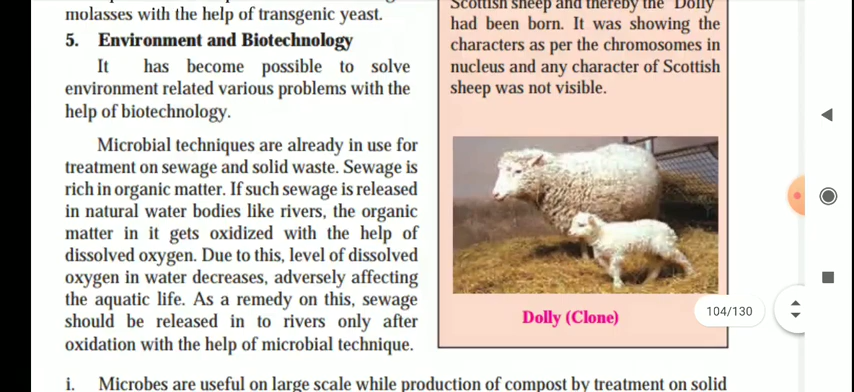 molasses with the help of transgenic yeast.
5. Environment and Biotechnology
It has become possible to solve
environment related various problems with the
help of biotechnology.
Microbial techniques are already in use for
treatment on sewage and solid waste. Sewage is
rich in organic matter. If such sewage is released
in natural water bodies like rivers, the organic
matter in it gets oxidized with the help of
dissolved oxygen. Due to this, level of dissolved
oxygen in water decreases, adversely affecting
the aquatic life. As a remedy on this, sewage
should be released in to rivers only after
oxidation with the help of microbial technique.
Scottish sheep and thereby the "Dolly"
had been born. It was showing the
characters as per the chromosomes in
nucleus and any character of Scottish
sheep was not visible.
Dolly (Clone)
104/130
i. Microbes are useful on large scale while production of compost by treatment on solid